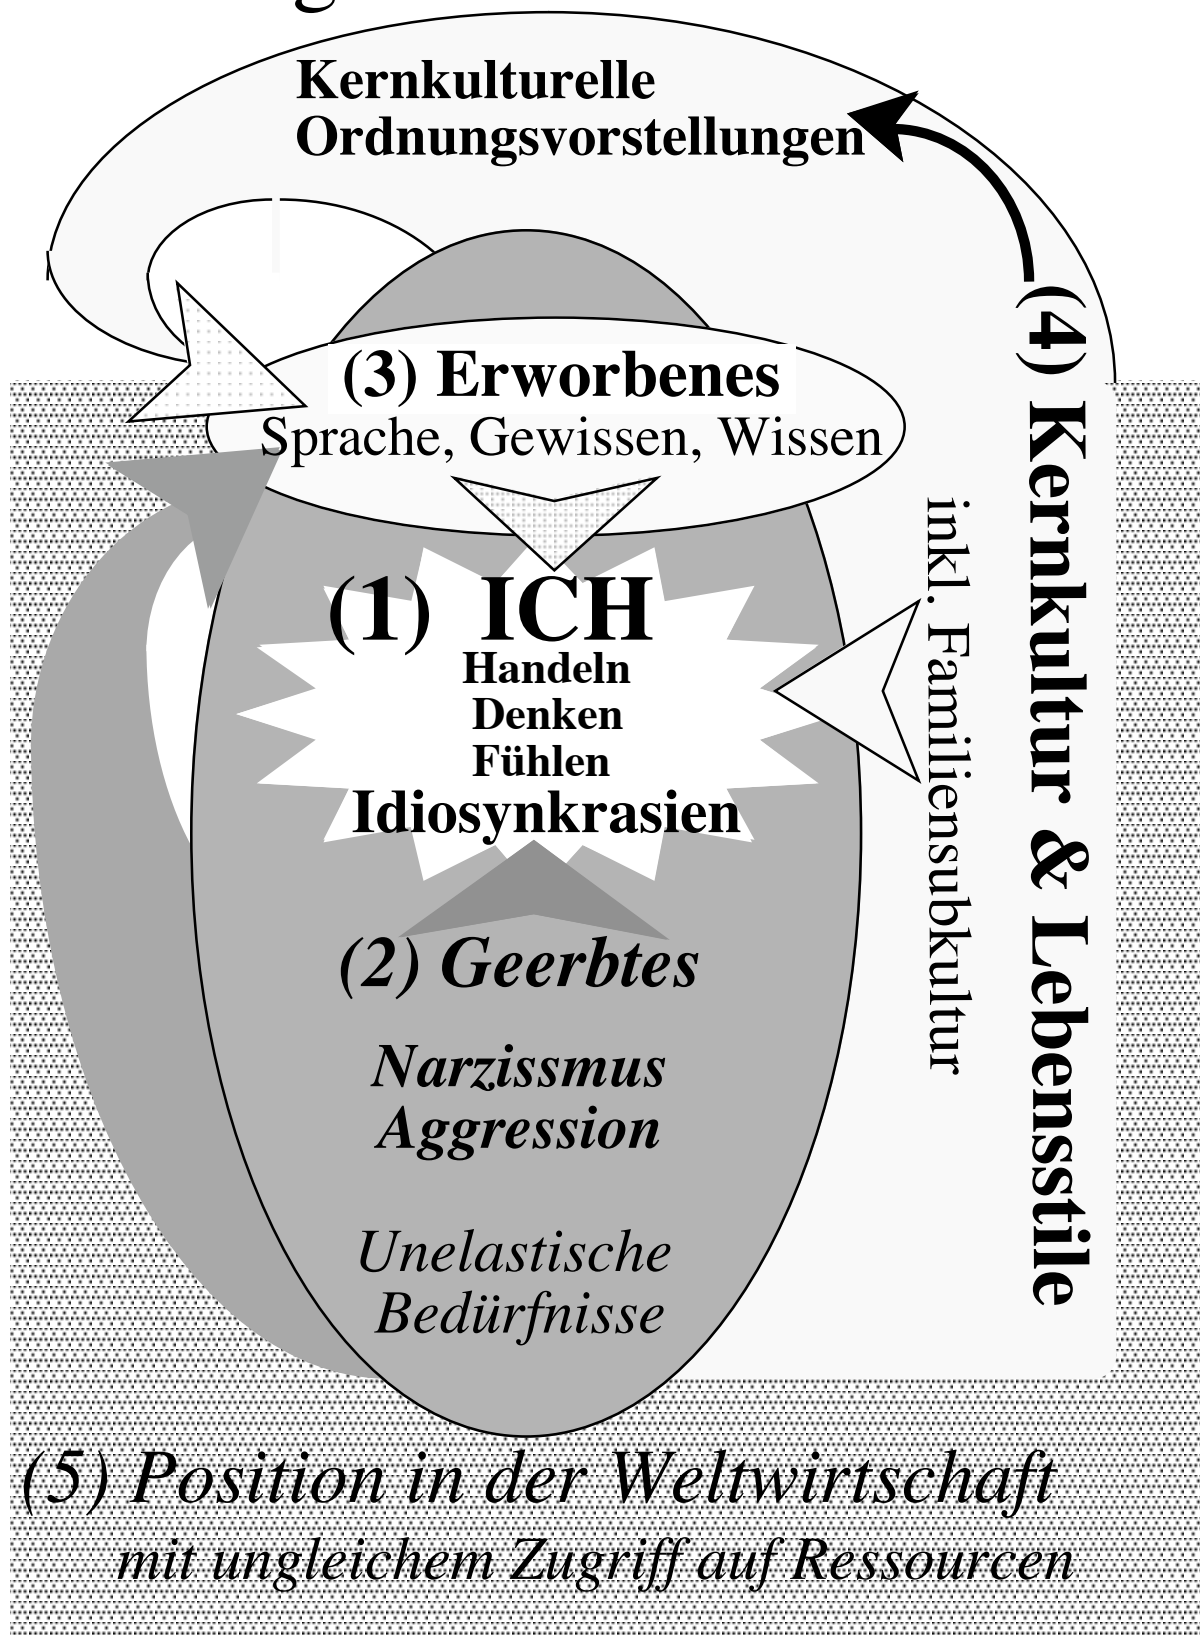 Kernkulturelle
Ordnungsvorstellungen
(3) Erworbenes
Sprache, Gewissen, Wissen
(1) ICH
Handeln
Denken
Fühlen
Idiosynkrasien
(2) Geerbtes
Narzissmus
Aggression
Unelastische
Bedürfnisse
(4) Kernkultur & Lebensstile
inkl. Familiensubkultur
(5) Position in der Weltwirtschaft
mit ungleichem Zugriff auf Ressourcen